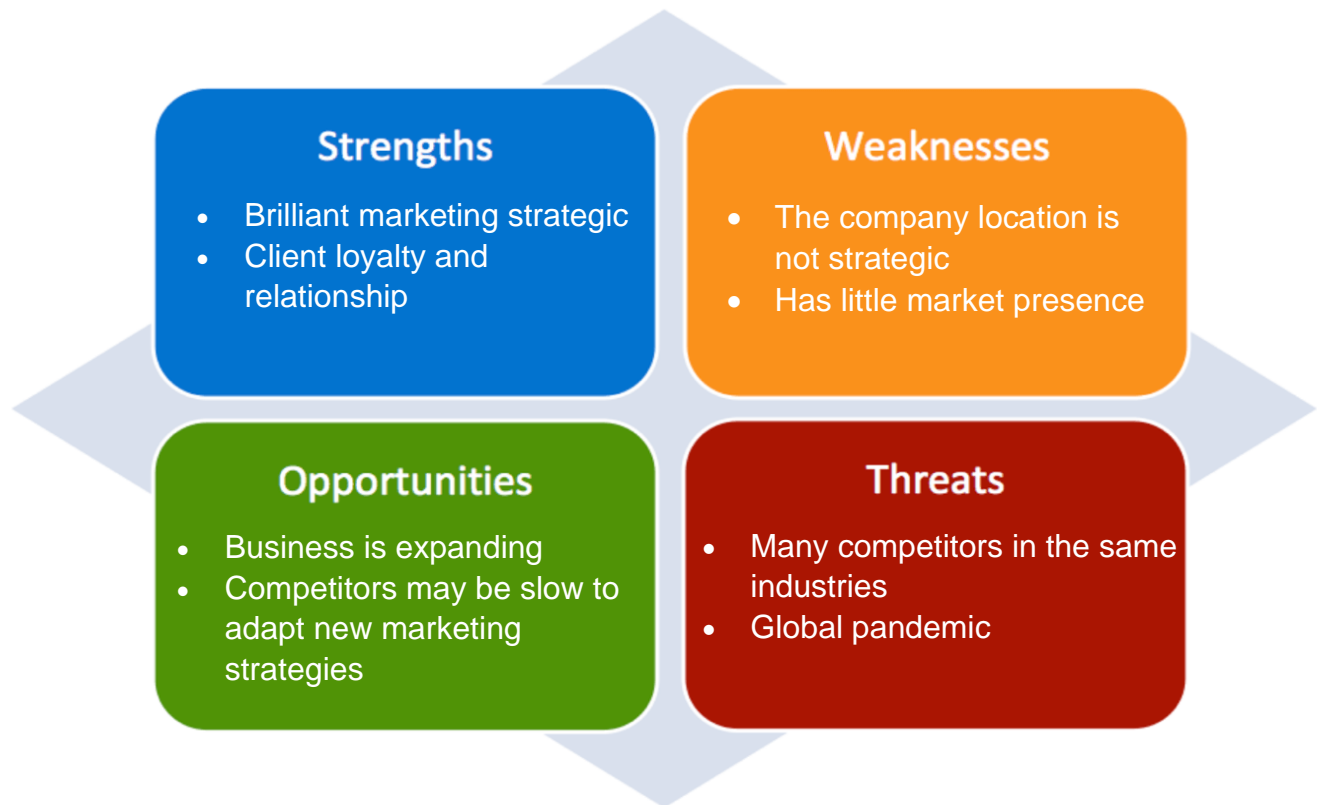 Strengths
• Brilliant marketing strategic
• Client loyalty and
relationship
Weaknesses
• The company location is
not strategic
• Has little market presence
Opportunities
• Business is expanding
• Competitors may be slow to
adapt new marketing
strategies
Threats
• Many competitors in the same
industries
• Global pandemic